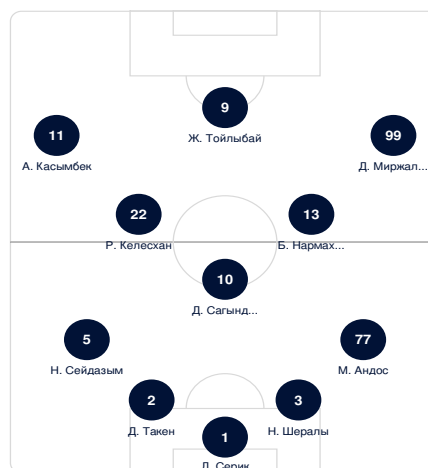 9
11
99
Ж. Тойлыбай
А. Касымбек
Д. Миржал...
22
13
Р. Келесхан
Б. Нармах...
10
Д. Сагынд...
5
77
Н. Сейдазым
М. Андос
2
3
Д. Такен
Н. Шералы
1
Серик